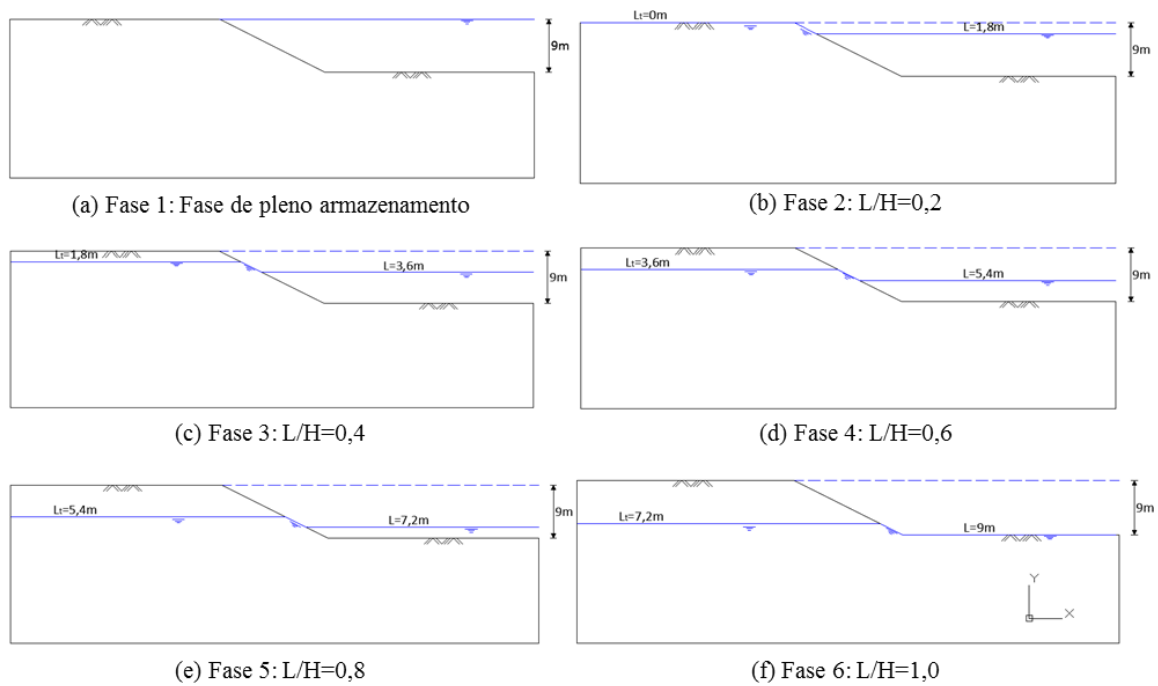 9m
(a) Fase 1: Fase de pleno armazenamento
Lt=0m
L=1,8m
9m
(b) Fase 2: L/H=0,2
Lt=1,8m
L=3,6m
9m
(c) Fase 3: L/H=0,4
Lt=3,6m
L=5,4m
9m
(d) Fase 4: L/H=0,6
Lt=5,4m
L=7,2m
9m
(e) Fase 5: L/H=0,8
Lt=7,2m
L=9m
9m
Y
X
(f) Fase 6: L/H=1,0